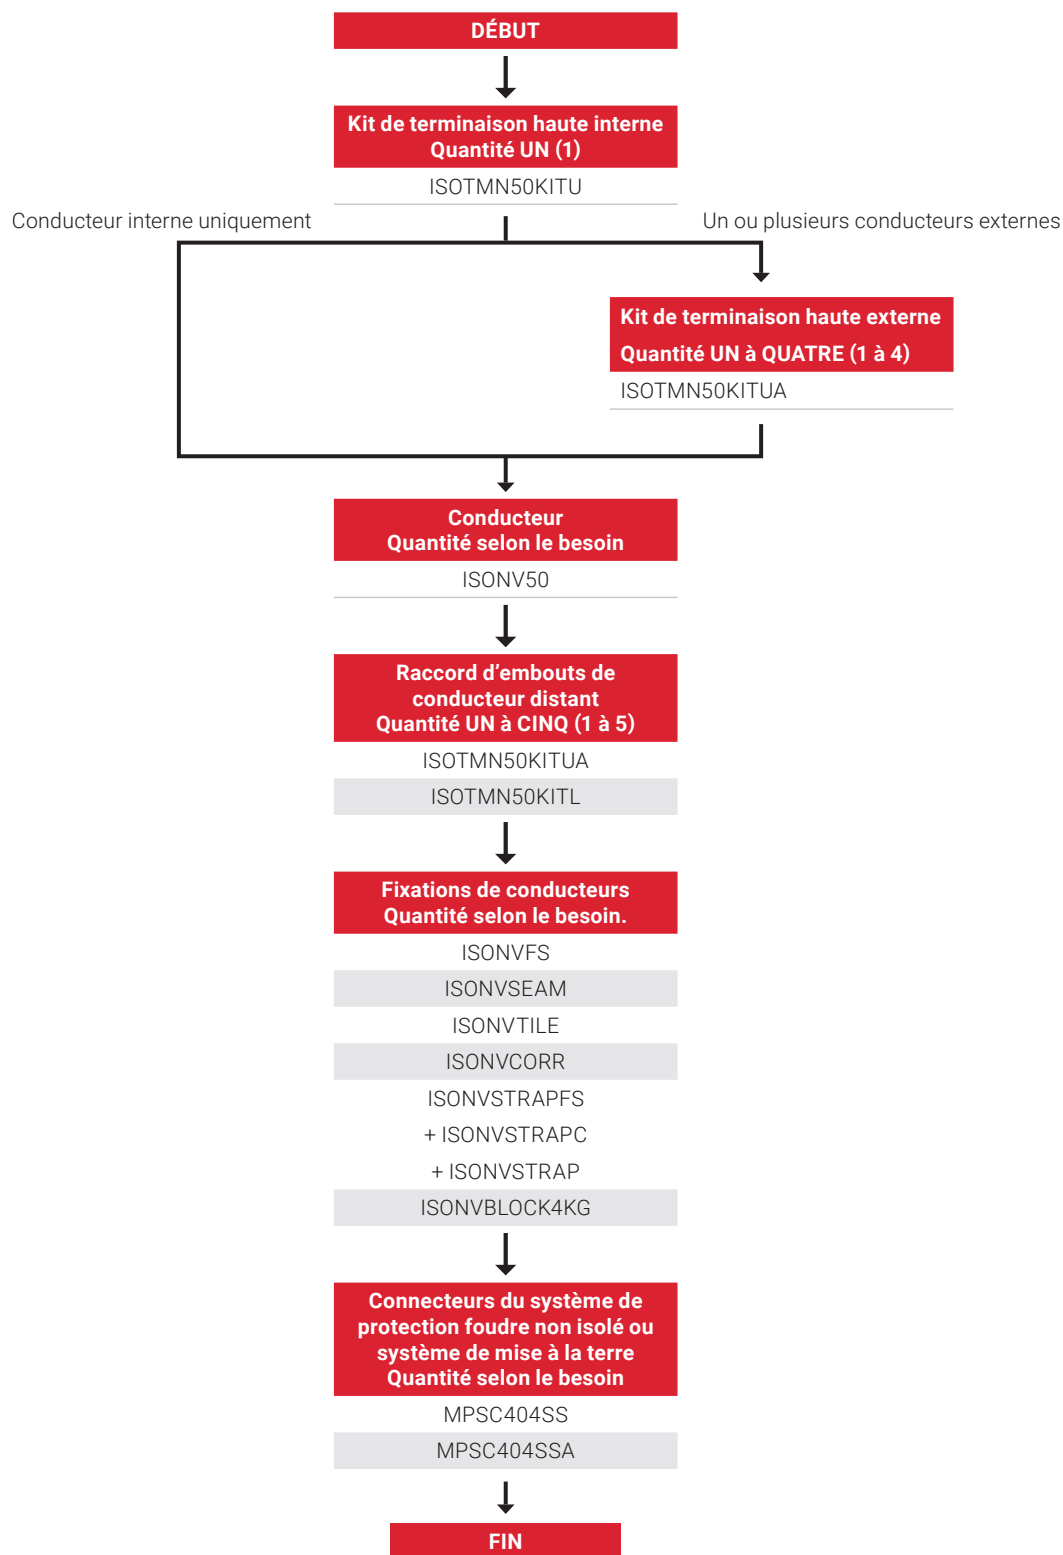 DÉBUT
Kit de terminaison haute interne
Quantité UN (1)
ISOTMN50KITU
Conducteur interne uniquement
Un ou plusieurs conducteurs externes
Kit de terminaison haute externe
Quantité UN à QUATRE (1 à 4)
ISOTMN50KITUA
Conducteur
Quantité selon le besoin
ISONV50
Raccord d’embouts de
conducteur distant
Quantité UN à CINQ (1 à 5)
ISOTMN50KITUA
ISOTMN50KITL
Fixations de conducteurs
Quantité selon le besoin.
ISONVFS
ISONVSEAM
ISONVTILE
ISONVCORR
ISONVSTRAPFS
+ ISONVSTRAPC
+ ISONVSTRAP
ISONVBLOCK4KG
Connecteurs du système de
protection foudre non isolé ou
système de mise à la terre
Quantité selon le besoin
MPSC404SS
MPSC404SSA
FIN